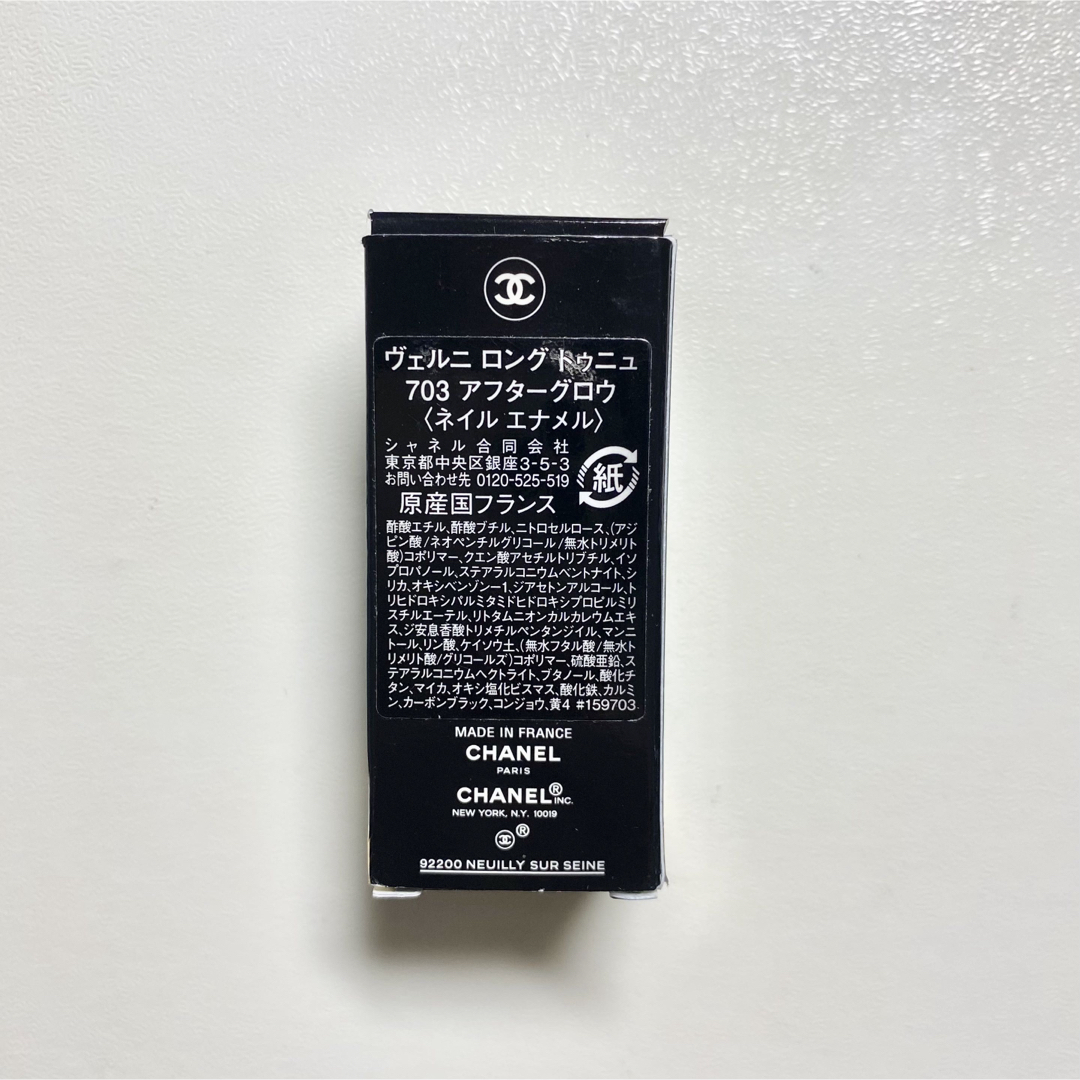 ヴェルニ ロング トゥニュ
703 アフターグロウ
〈ネイル エナメル〉
シャネル合同会社
東京都中央区銀座3-5-3
お問い合わせ先 0120-525-519
紙
原産国フランス
酢酸エチル、酢酸ブチル、ニトロセルロース、(アジ
ピン酸/ネオペンチルグリコール/無水トリメリト
酸)コポリマー、クエン酸アセチルトリブチル、イソ
プロパノール、ステアラルコニウムベントナイト、シ
リカ、オキシベンゾン-1、ジアセトンアルコール、ト
リヒドロキシパルミタミドヒドロキシプロピルミリ
スチルエーテル、リトタムニオンカルカレウムエキ
ス、ジ安息香酸トリメチルペンタンジイル、マンニ
トール、リン酸、ケイソウ土、(無水フタル酸/無水ト
リメリト酸/グリコールズ)コポリマー、硫酸亜鉛、ス
テアラルコニウムヘクトライト、ブタノール、酸化チ
タン、マイカ、オキシ塩化ビスマス、酸化鉄、カルミ
ン、カーボンブラック、コンジョウ、黄4 #159703
MADE IN FRANCE
CHANEL
PARIS
CHANEL® INC.
NEW YORK, N.Y. 10019
®
92200 NEUILLY SUR SEINE